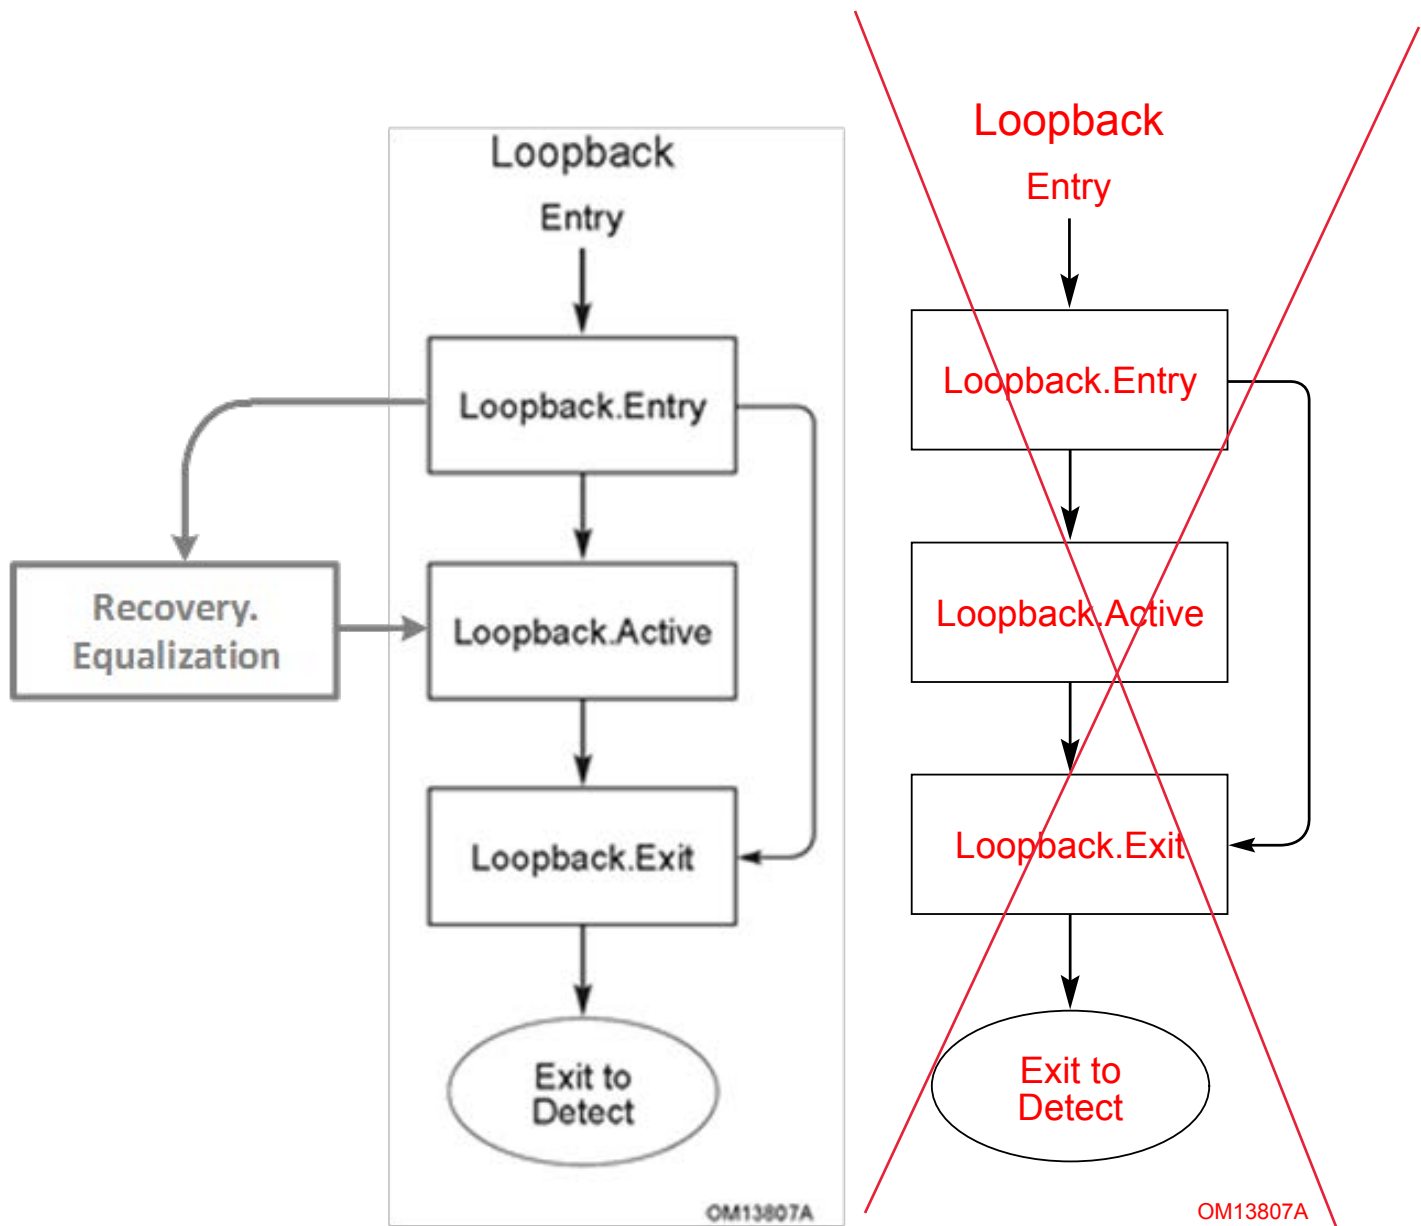 Loopback
Entry
Loopback.Entry
Recovery.
Equalization
Loopback.Active
Loopback.Exit
Exit to
Detect
OM13807A
Loopback
Entry
Loopback.Entry
Loopback.Active
Loopback.Exit
Exit to
Detect
OM13807A